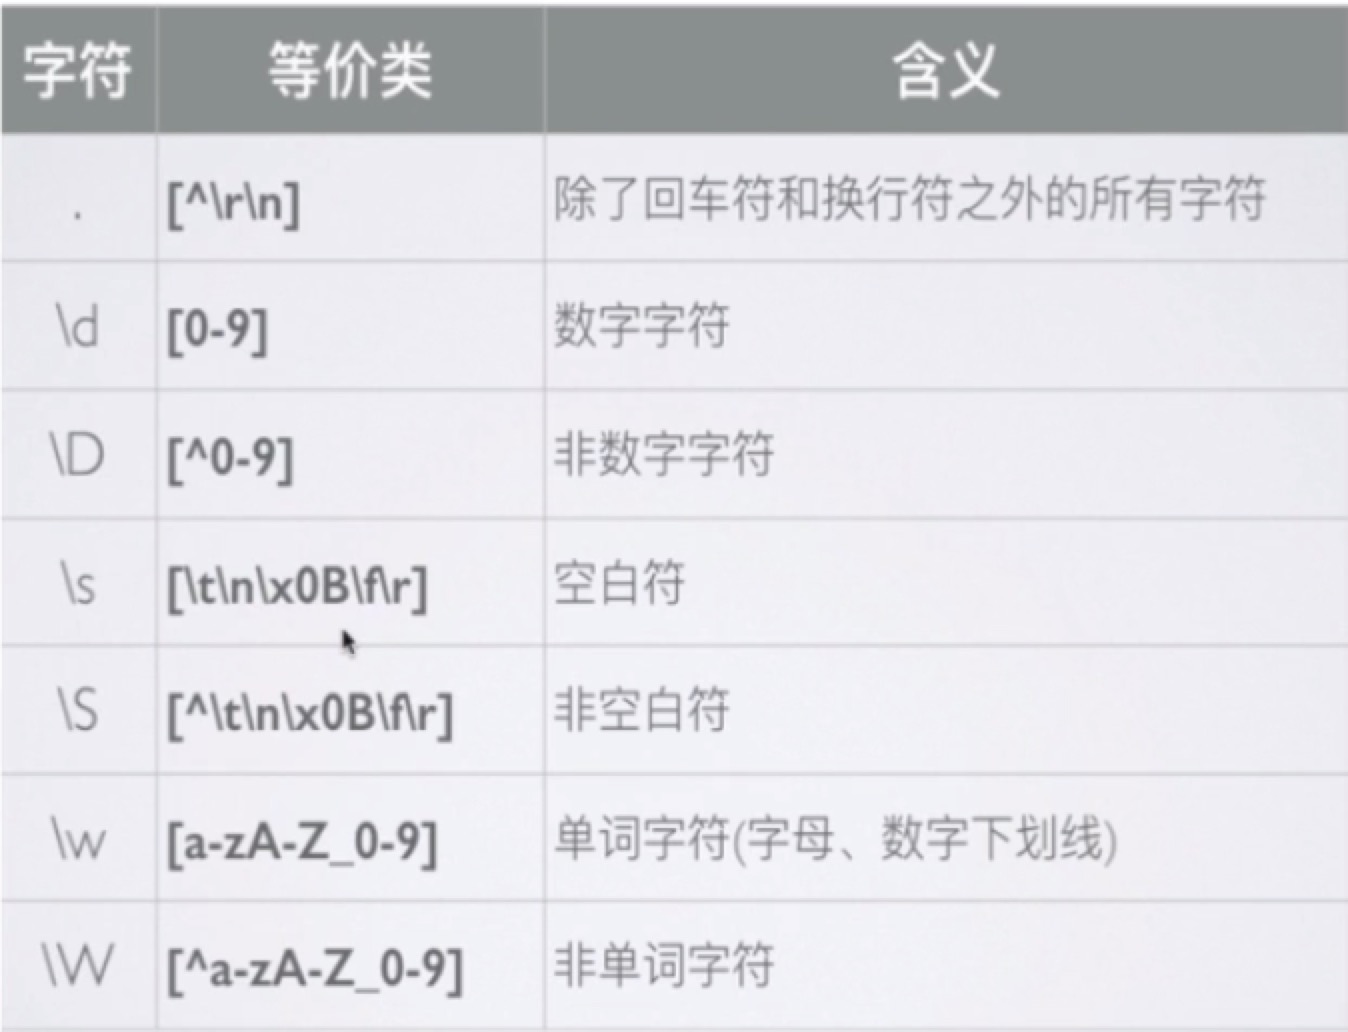 字符 等价类 含义
. [^\r\n] 除了回车符和换行符之外的所有字符
\d [0-9] 数字字符
\D [^0-9] 非数字字符
\s [\t\n\x0B\f\r] 空白符
\S [^\t\n\x0B\f\r] 非空白符
\w [a-zA-Z_0-9] 单词字符(字母、数字下划线)
\W [^a-zA-Z_0-9] 非单词字符